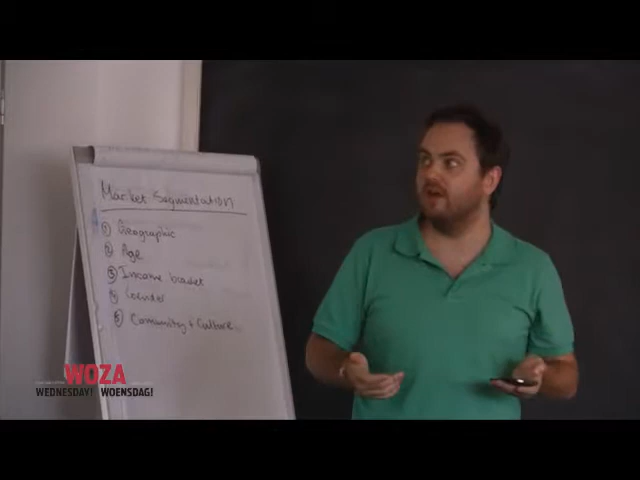 Market Segmentation
① Geographic
② Age
③ Income bracket
④ Gender
⑤ Community & Culture
WOZA
WEDNESDAY! WOENSDAG!